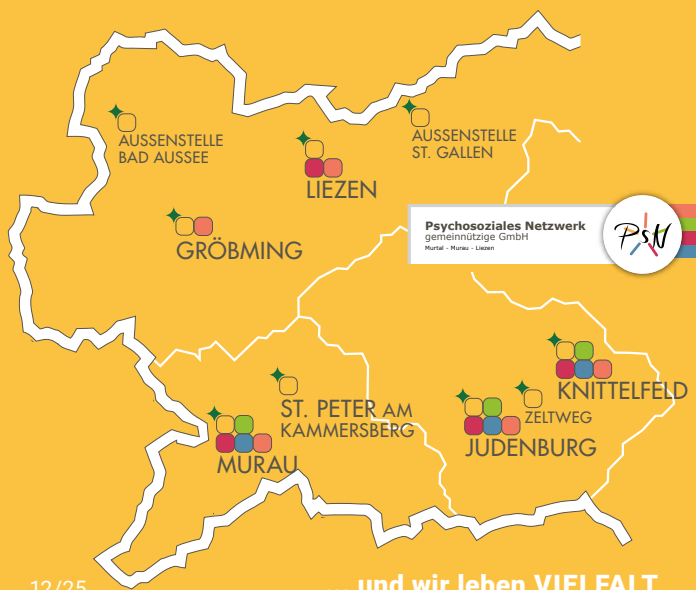 AUSSENSTELLE
BAD AUSSEE
AUSSENSTELLE
ST. GALLEN
LIEZEN
GRÖBMING
Psychosoziales Netzwerk
gemeinnützige GmbH
Murtal - Murau - Liezen
PsN
KNITTELFELD
ST. PETER AM
KAMMERSBERG
ZELTWEG
JUDENBURG
MURAU
12/25
... und wir leben VIELFALT